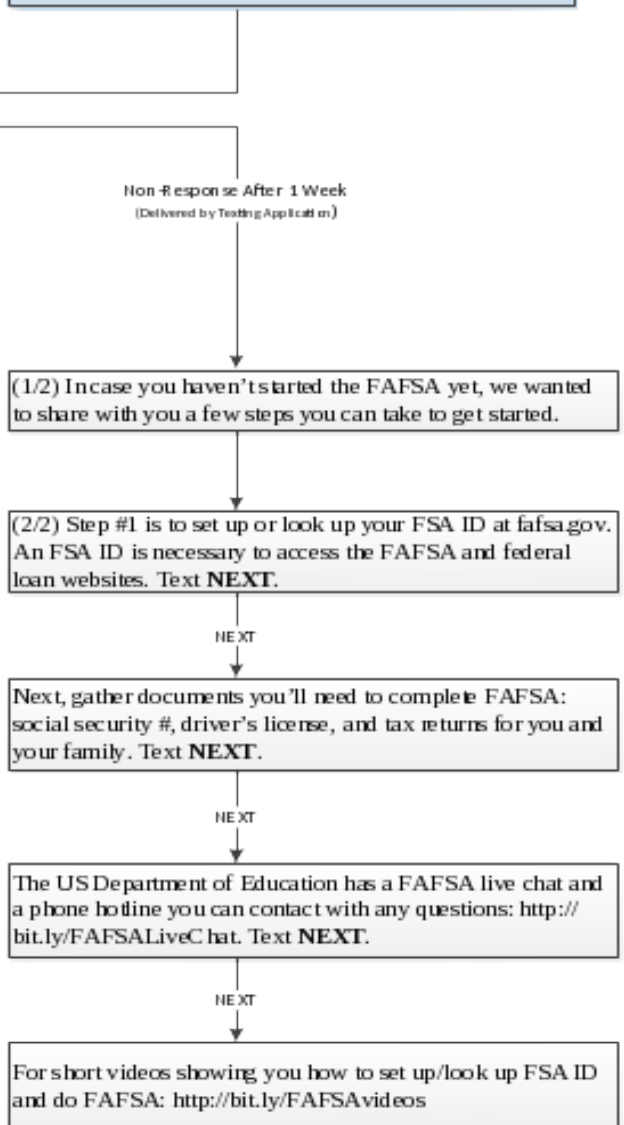 Non-Response After 1 Week
(Delivered by Texting Application)
(1/2) In case you haven't started the FAFSA yet, we wanted
to share with you a few steps you can take to get started.
(2/2) Step #1 is to set up or look up your FSA ID at fafsa.gov.
An FSA ID is necessary to access the FAFSA and federal
loan websites. Text NEXT.
NEXT
Next, gather documents you'll need to complete FAFSA:
social security #, driver's license, and tax returns for you and
your family. Text NEXT.
NEXT
The US Department of Education has a FAFSA live chat and
a phone hotline you can contact with any questions: http://
bit.ly/FAFSALiveChat. Text NEXT.
NEXT
For short videos showing you how to set up/look up FSA ID
and do FAFSA: http://bit.ly/FAFSAvideos